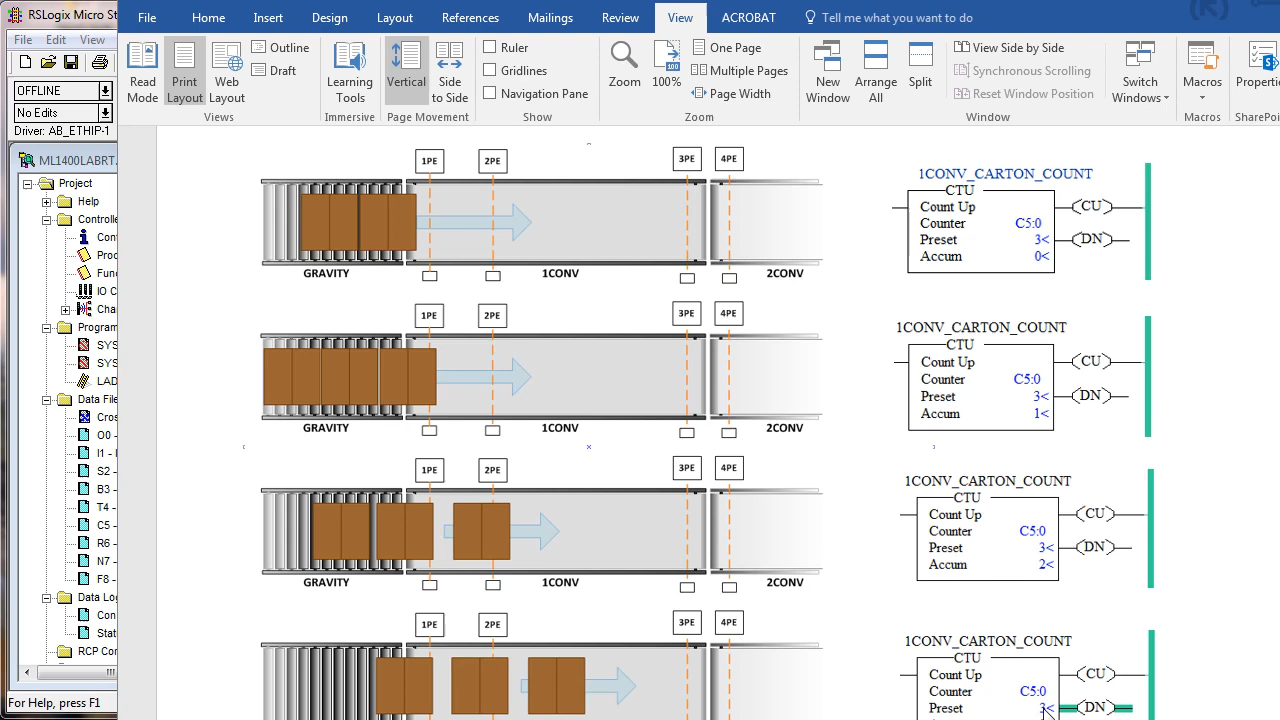 RSLogix Micro St
File Edit View
OFFLINE
No Edits
Driver: AB_ETHIP-1
ML1400LABRT.
Project
Help
Controlle
Cont
Proc
Func
IO C
Cha
Program
SYS
SYS
LAD
Data File
Cros
O0 -
I1 - I
S2 -
B3 -
T4 -
C5 -
R6 -
N7 -
F8 -
Data Log
Con
Stat
RCP Con
For Help, press F1
File Home Insert Design Layout References Mailings Review View ACROBAT Tell me what you want to do
Read Mode
Print Layout
Web Layout
Outline
Draft
Views
Learning Tools
Immersive
Vertical
Side to Side
Page Movement
Ruler
Gridlines
Navigation Pane
Show
Zoom
100%
One Page
Multiple Pages
Page Width
Zoom
New Window
Arrange All
Split
View Side by Side
Synchronous Scrolling
Reset Window Position
Switch Windows
Window
Macros
Macros
Properti
SharePoi
1PE 2PE 3PE 4PE
GRAVITY 1CONV 2CONV
1CONV_CARTON_COUNT
CTU
Count Up CU
Counter C5:0
Preset 3< DN
Accum 0<
1PE 2PE 3PE 4PE
GRAVITY 1CONV 2CONV
1CONV_CARTON_COUNT
CTU
Count Up CU
Counter C5:0
Preset 3< DN
Accum 1<
1PE 2PE 3PE 4PE
GRAVITY 1CONV 2CONV
1CONV_CARTON_COUNT
CTU
Count Up CU
Counter C5:0
Preset 3< DN
Accum 2<
1PE 2PE 3PE 4PE
1CONV_CARTON_COUNT
CTU
Count Up CU
Counter C5:0
Preset 3< DN